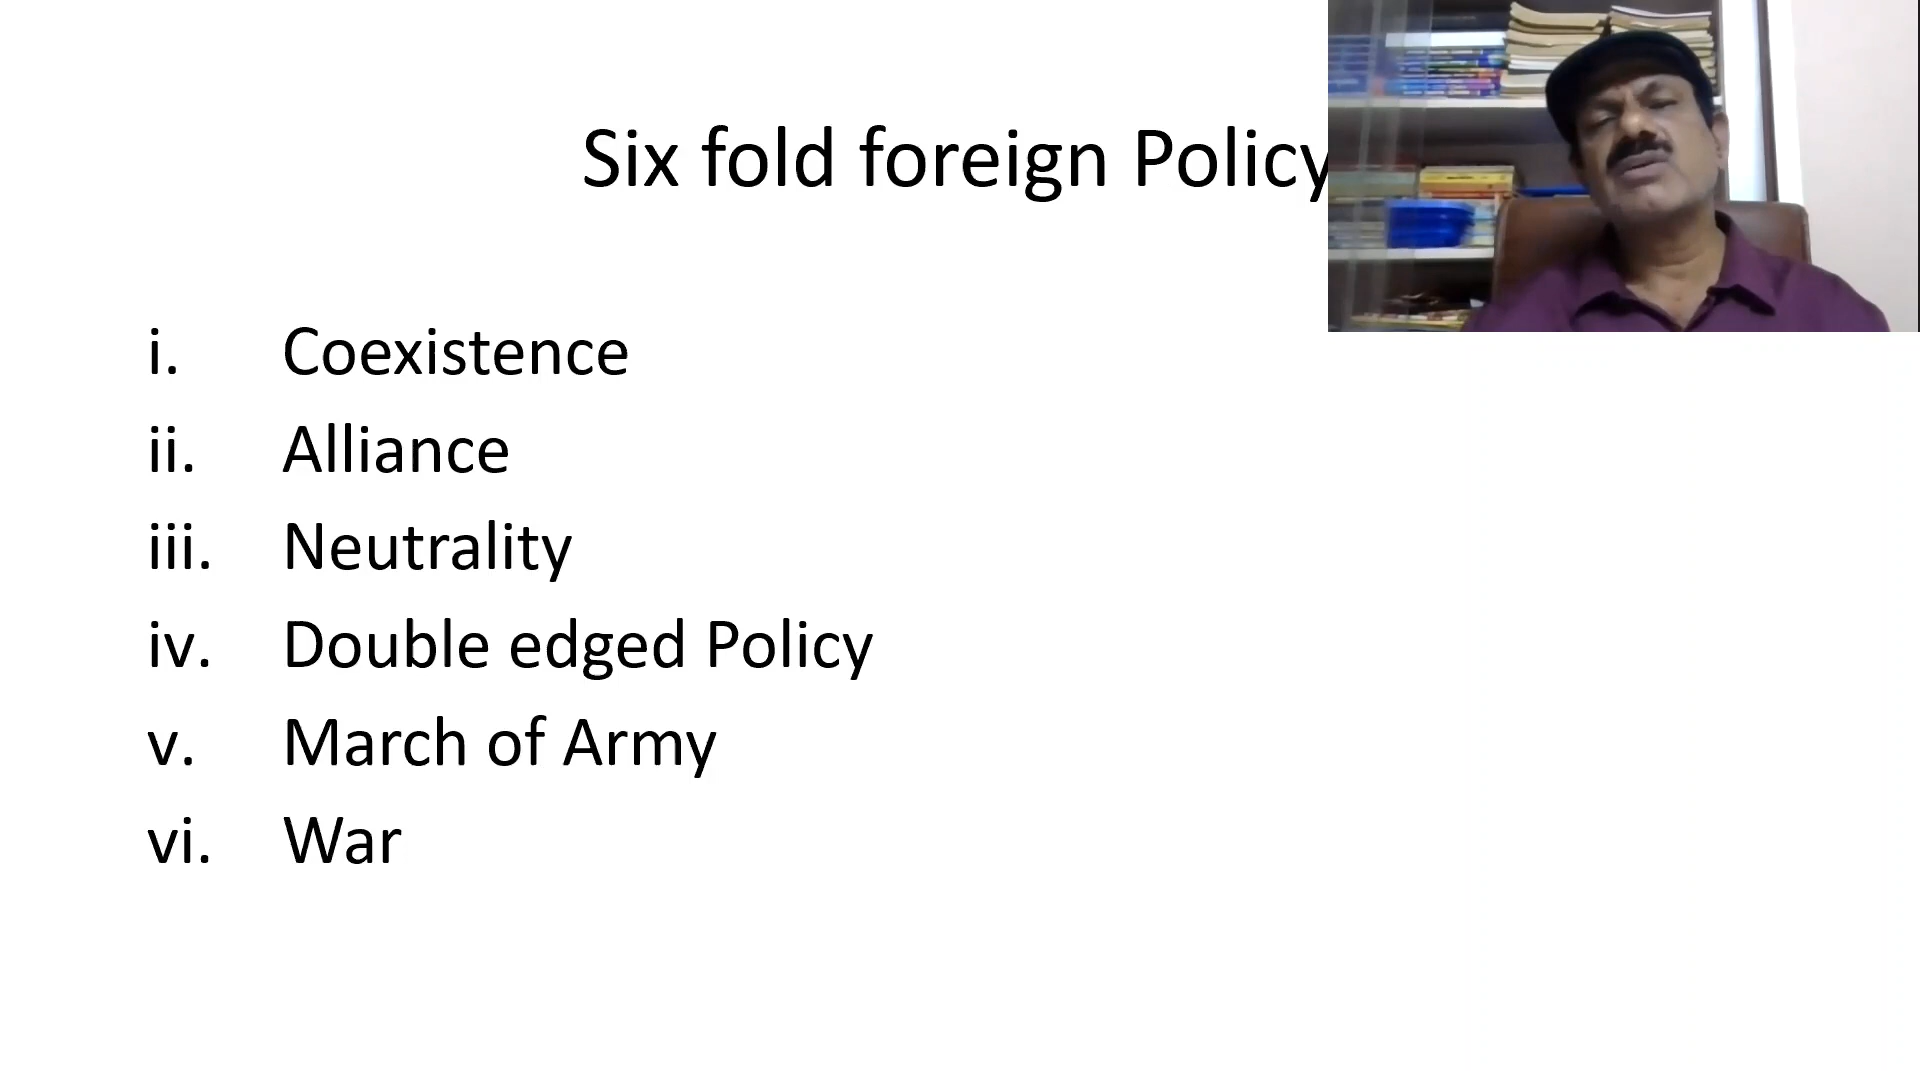 Six fold foreign Policy
i. Coexistence
ii. Alliance
iii. Neutrality
iv. Double edged Policy
v. March of Army
vi. War